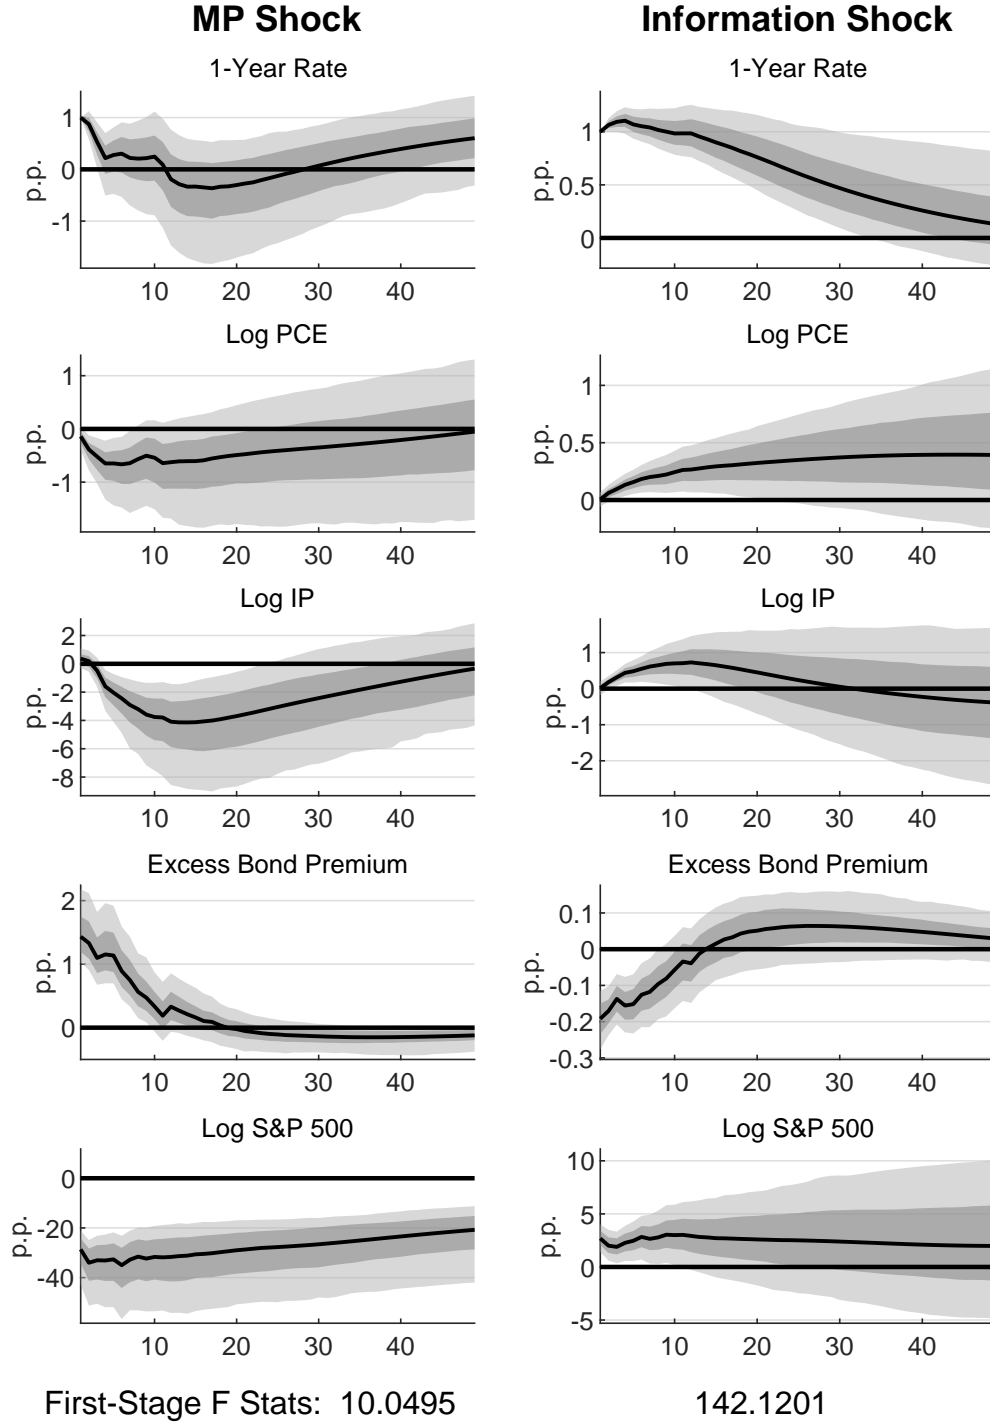 MP Shock
1-Year Rate
p.p.
1
0
-1
10 20 30 40
Log PCE
p.p.
1
0
-1
10 20 30 40
Log IP
p.p.
2
0
-2
-4
-6
-8
10 20 30 40
Excess Bond Premium
p.p.
2
1
0
10 20 30 40
Log S&P 500
p.p.
0
-20
-40
10 20 30 40
Information Shock
1-Year Rate
p.p.
1
0.5
0
10 20 30 40
Log PCE
p.p.
1
0.5
0
10 20 30 40
Log IP
p.p.
1
0
-1
-2
10 20 30 40
Excess Bond Premium
p.p.
0.1
0
-0.1
-0.2
-0.3
10 20 30 40
Log S&P 500
p.p.
10
5
0
-5
10 20 30 40
First-Stage F Stats: 10.0495 142.1201